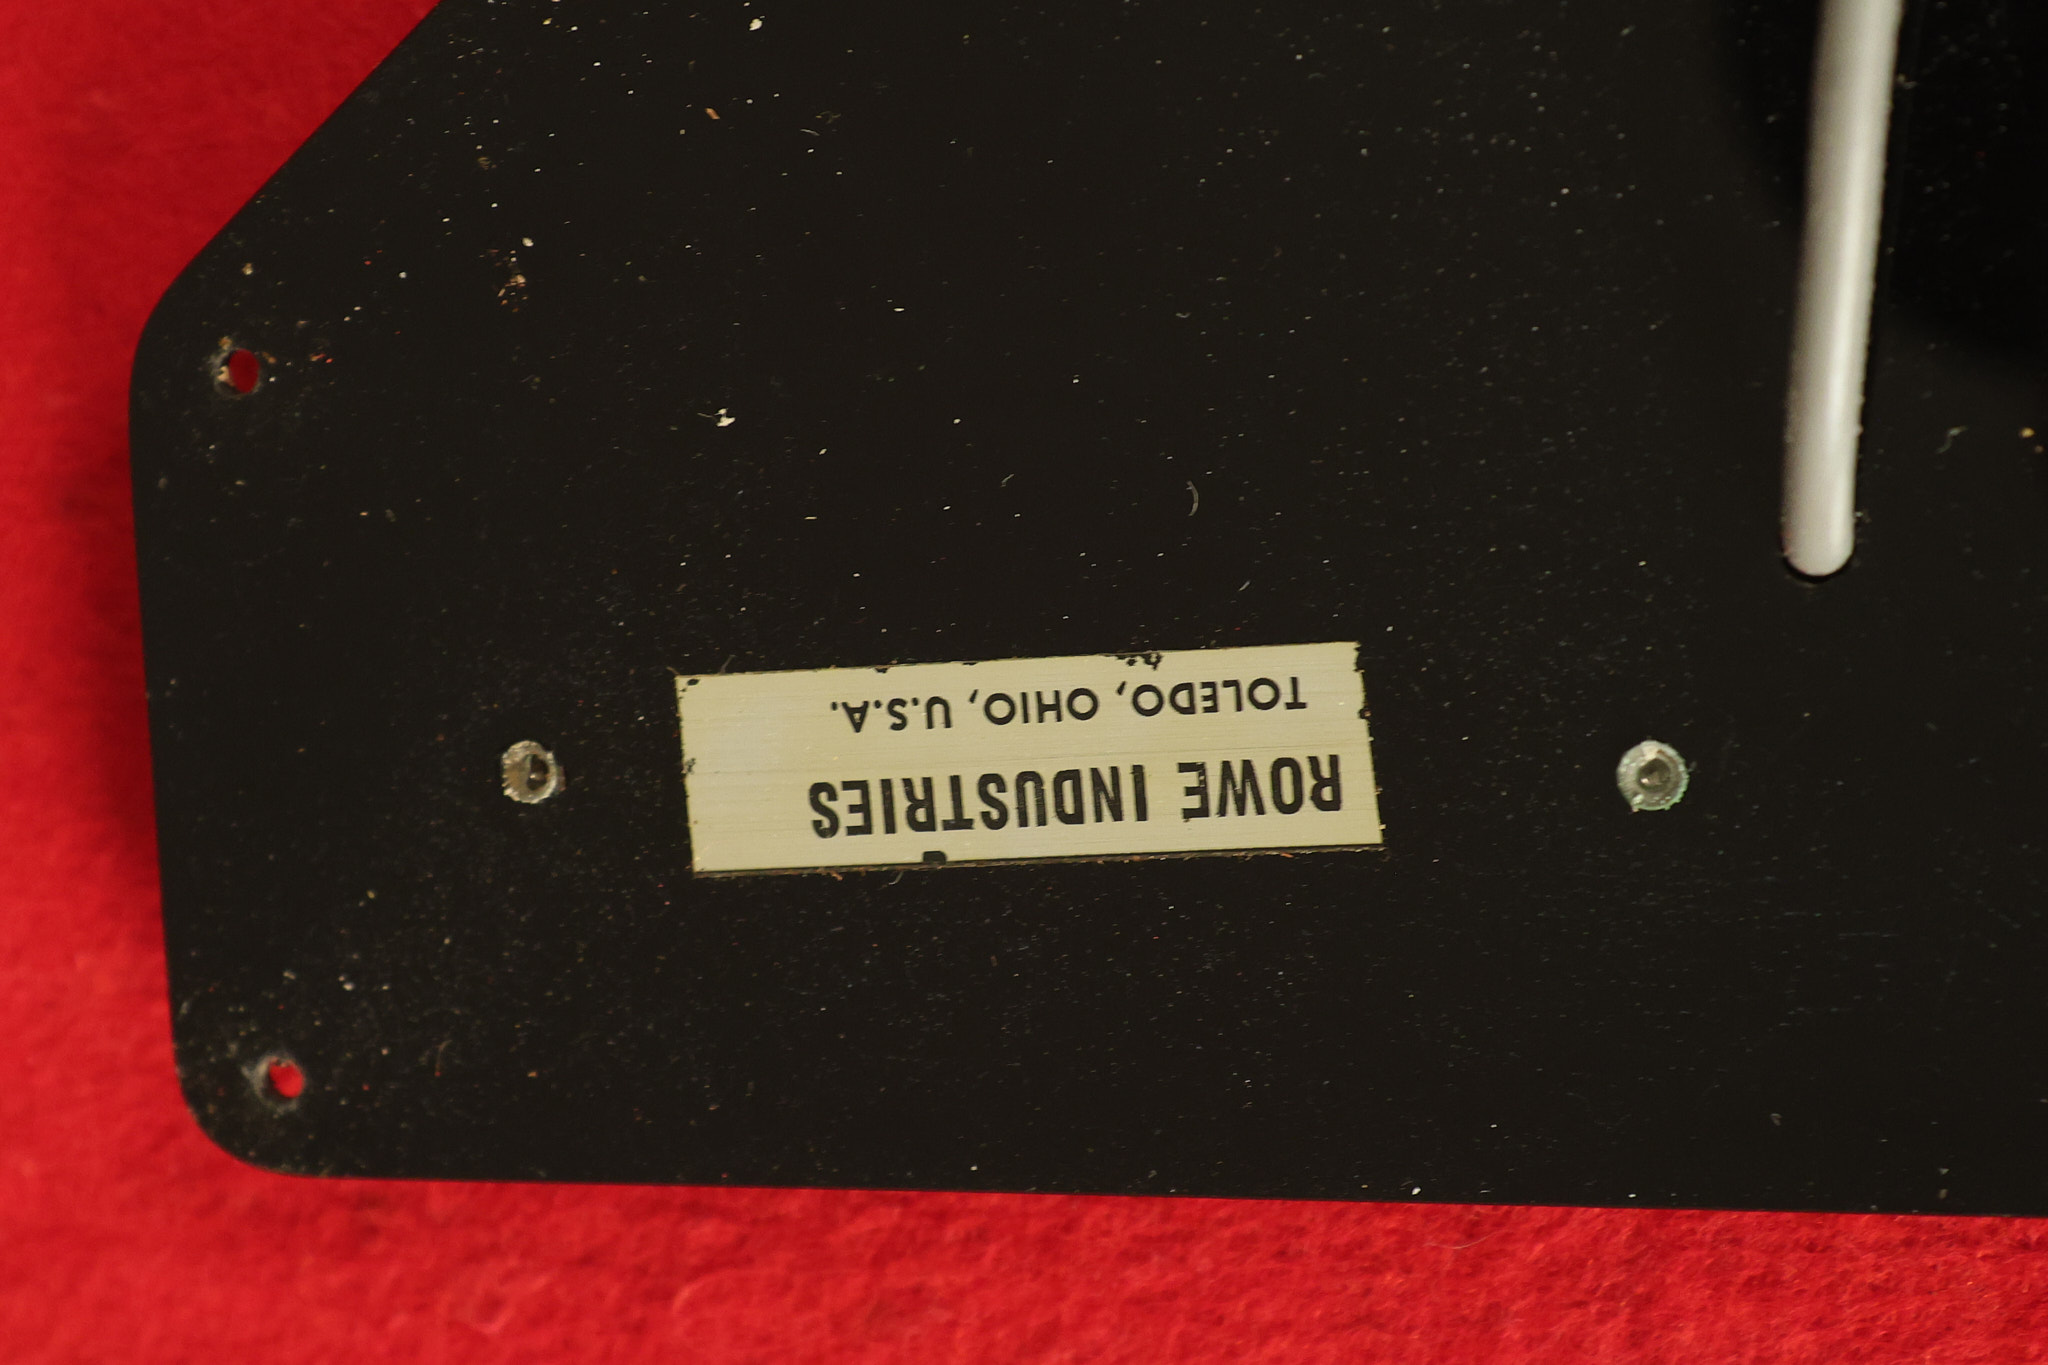 ROWE INDUSTRIES
TOLEDO, OHIO, U.S.A.